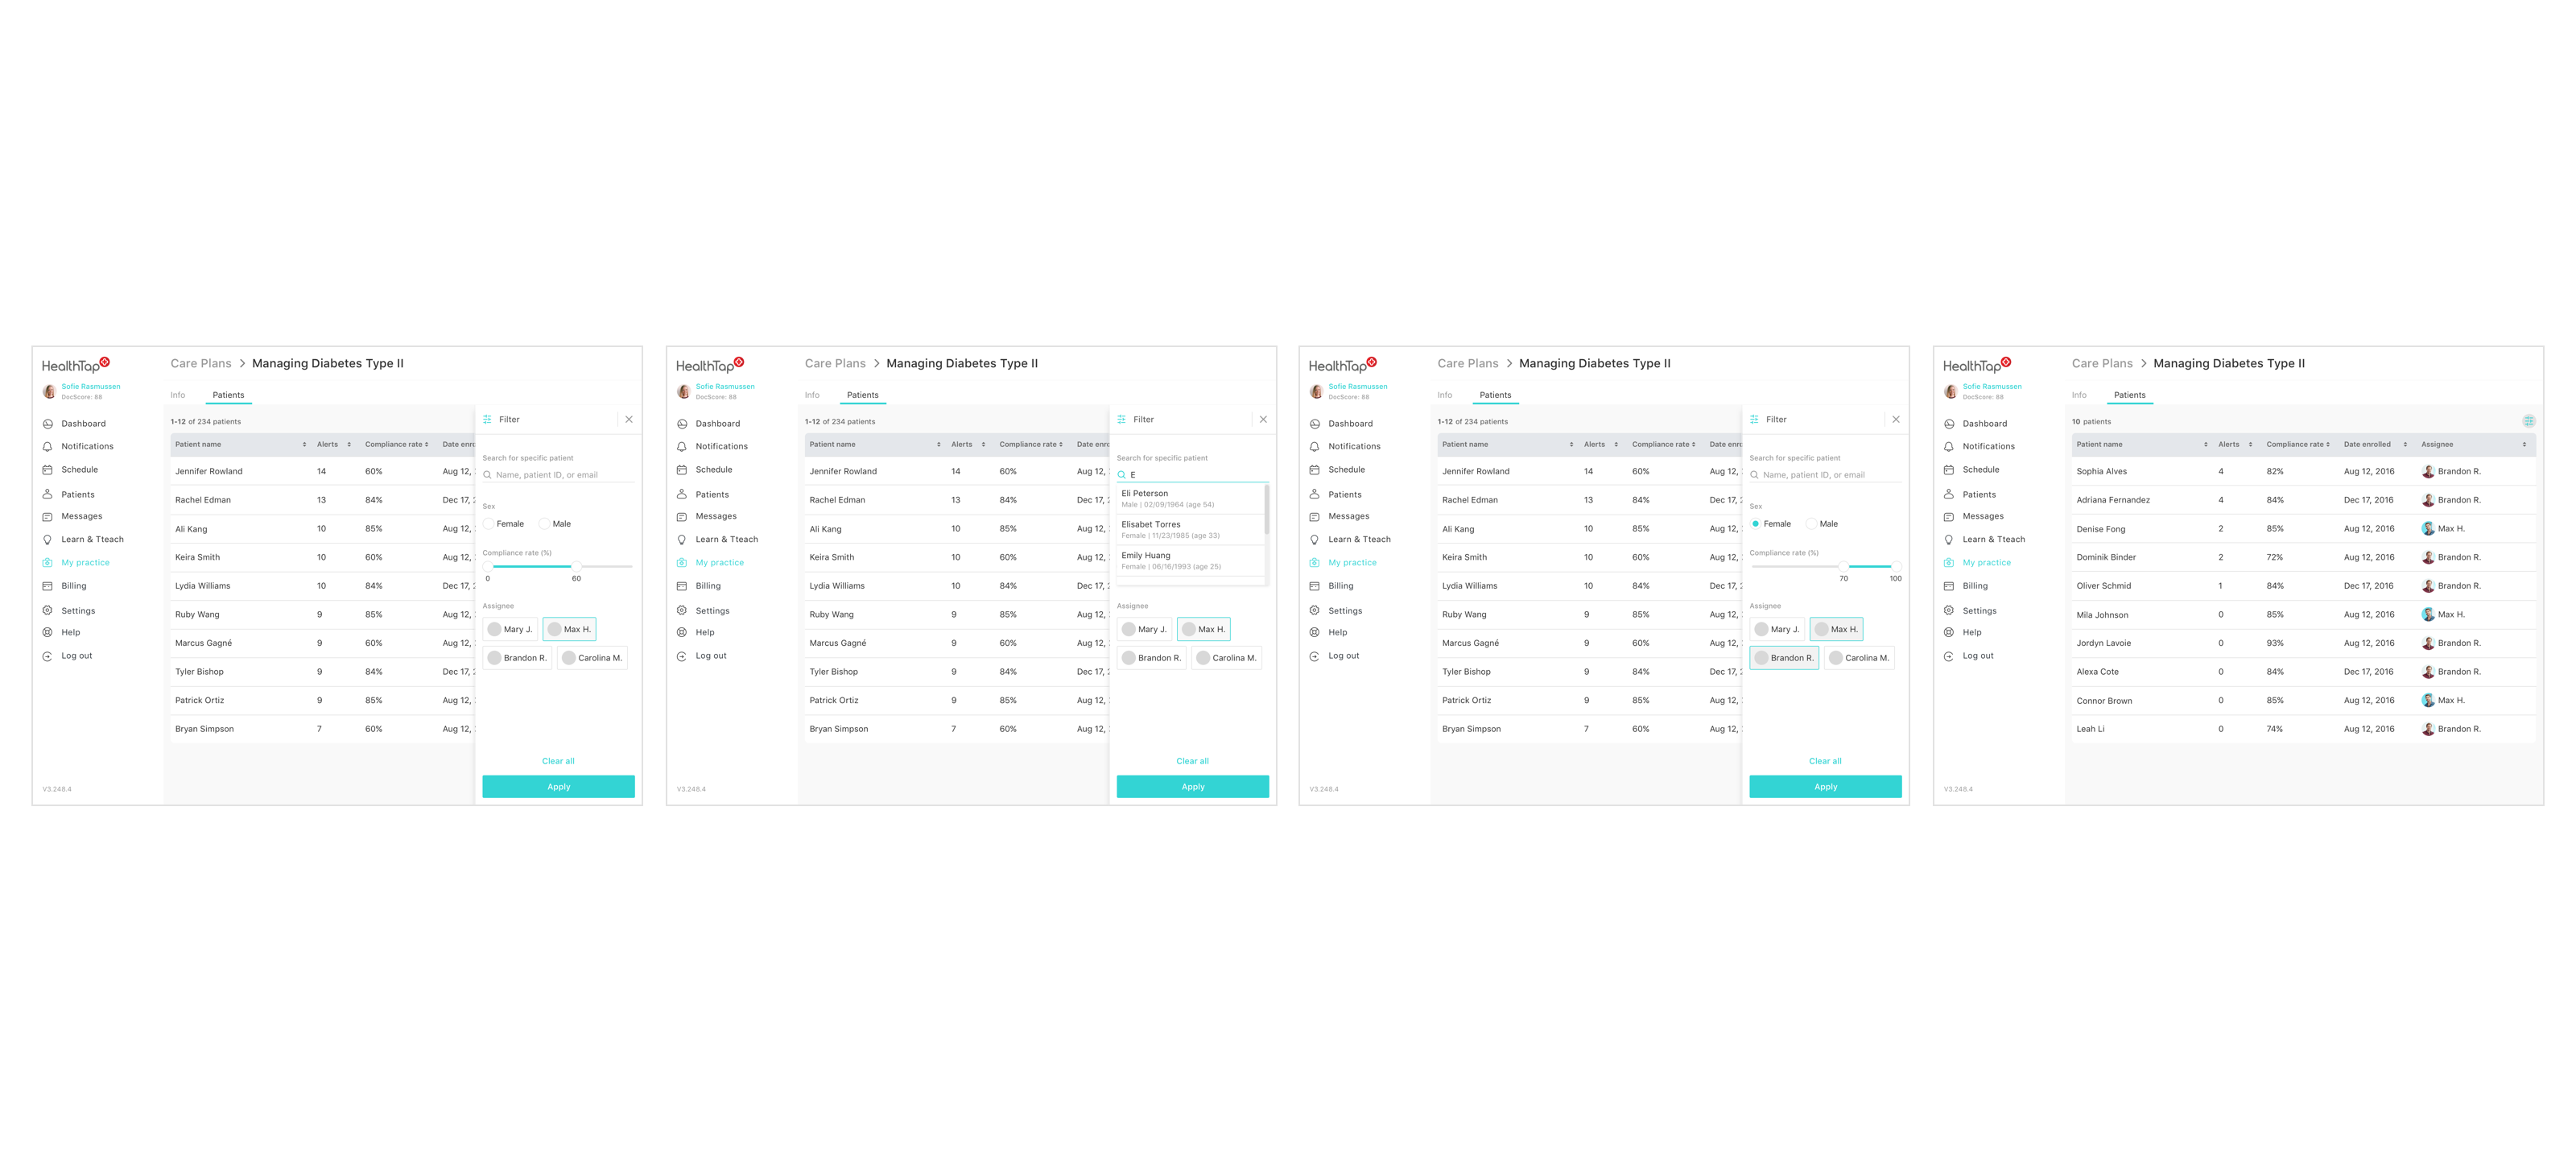 HealthTap
Sofie Rasmussen
DocScore: 88
Dashboard
Notifications
Schedule
Patients
Messages
Learn & Tteach
My practice
Billing
Settings
Help
Log out
V3.248.4
Care Plans > Managing Diabetes Type II
Info Patients
1-12 of 234 patients
Patient name Alerts Compliance rate Date enro
Jennifer Rowland 14 60% Aug 12,
Rachel Edman 13 84% Dec 17,
Ali Kang 10 85% Aug 12,
Keira Smith 10 60% Aug 12,
Lydia Williams 10 84% Dec 17,
Ruby Wang 9 85% Aug 12,
Marcus Gagné 9 60% Aug 12,
Tyler Bishop 9 84% Dec 17,
Patrick Ortiz 9 85% Aug 12,
Bryan Simpson 7 60% Aug 12,
Filter
Search for specific patient
Name, patient ID, or email
Sex
Female Male
Compliance rate (%)
0 60
Assignee
Mary J. Max H.
Brandon R. Carolina M.
Clear all
Apply
HealthTap
Sofie Rasmussen
DocScore: 88
Dashboard
Notifications
Schedule
Patients
Messages
Learn & Tteach
My practice
Billing
Settings
Help
Log out
V3.248.4
Care Plans > Managing Diabetes Type II
Info Patients
1-12 of 234 patients
Patient name Alerts Compliance rate Date enro
Jennifer Rowland 14 60% Aug 12,
Rachel Edman 13 84% Dec 17,
Ali Kang 10 85% Aug 12,
Keira Smith 10 60% Aug 12,
Lydia Williams 10 84% Dec 17,
Ruby Wang 9 85% Aug 12,
Marcus Gagné 9 60% Aug 12,
Tyler Bishop 9 84% Dec 17,
Patrick Ortiz 9 85% Aug 12,
Bryan Simpson 7 60% Aug 12,
Filter
Search for specific patient
E
Eli Peterson
Male | 02/09/1964 (age 54)
Elisabet Torres
Female | 11/23/1985 (age 33)
Emily Huang
Female | 06/16/1993 (age 25)
Assignee
Mary J. Max H.
Brandon R. Carolina M.
Clear all
Apply
HealthTap
Sofie Rasmussen
DocScore: 88
Dashboard
Notifications
Schedule
Patients
Messages
Learn & Tteach
My practice
Billing
Settings
Help
Log out
V3.248.4
Care Plans > Managing Diabetes Type II
Info Patients
1-12 of 234 patients
Patient name Alerts Compliance rate Date enro
Jennifer Rowland 14 60% Aug 12,
Rachel Edman 13 84% Dec 17,
Ali Kang 10 85% Aug 12,
Keira Smith 10 60% Aug 12,
Lydia Williams 10 84% Dec 17,
Ruby Wang 9 85% Aug 12,
Marcus Gagné 9 60% Aug 12,
Tyler Bishop 9 84% Dec 17,
Patrick Ortiz 9 85% Aug 12,
Bryan Simpson 7 60% Aug 12,
Filter
Search for specific patient
Name, patient ID, or email
Sex
Female Male
Compliance rate (%)
70 100
Assignee
Mary J. Max H.
Brandon R. Carolina M.
Clear all
Apply
HealthTap
Sofie Rasmussen
DocScore: 88
Dashboard
Notifications
Schedule
Patients
Messages
Learn & Tteach
My practice
Billing
Settings
Help
Log out
V3.248.4
Care Plans > Managing Diabetes Type II
Info Patients
10 patients
Patient name Alerts Compliance rate Date enrolled Assignee
Sophia Alves 4 82% Aug 12, 2016 Brandon R.
Adriana Fernandez 4 84% Dec 17, 2016 Brandon R.
Denise Fong 2 85% Aug 12, 2016 Max H.
Dominik Binder 2 72% Aug 12, 2016 Brandon R.
Oliver Schmid 1 84% Dec 17, 2016 Brandon R.
Mila Johnson 0 85% Aug 12, 2016 Max H.
Jordyn Lavoie 0 93% Aug 12, 2016 Brandon R.
Alexa Cote 0 84% Dec 17, 2016 Brandon R.
Connor Brown 0 85% Aug 12, 2016 Max H.
Leah Li 0 74% Aug 12, 2016 Brandon R.